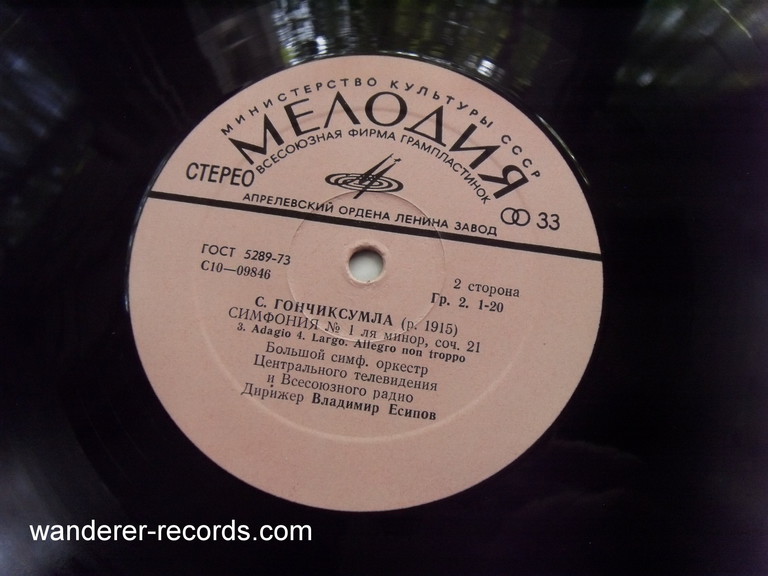 МИНИСТЕРСТВО КУЛЬТУРЫ СССР
МЕЛОДИЯ
ВСЕСОЮЗНАЯ ФИРМА ГРАМПЛАСТИНОК
СТЕРЕО
33
АПРЕЛЕВСКИЙ ОРДЕНА ЛЕНИНА ЗАВОД
ГОСТ 5289-73
С10—09846
2 сторона
Гр. 2. 1-20
С. ГОНЧИКСУМЛА (р. 1915)
СИМФОНИЯ № 1 ля минор, соч. 21
3. Adagio 4. Largo. Allegro non troppo
Большой симф. оркестр
Центрального телевидения
и Всесоюзного радио
Дирижер Владимир Есипов
wanderer-records.com